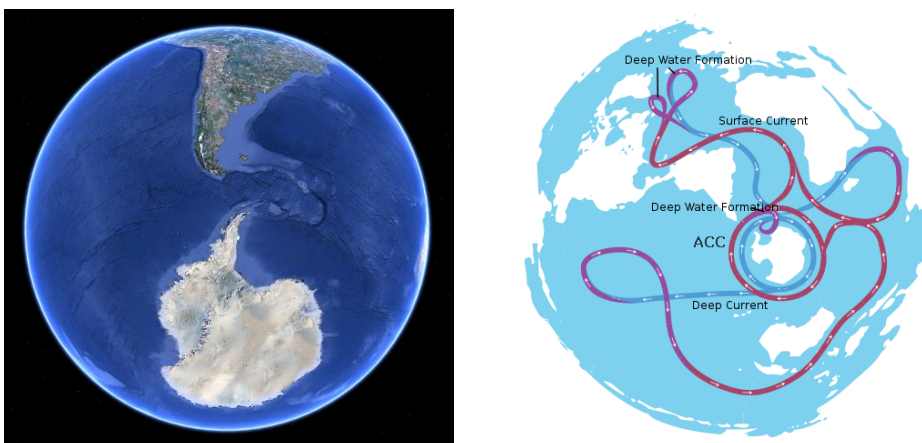 Deep Water Formation
Surface Current
Deep Water Formation
ACC
Deep Current